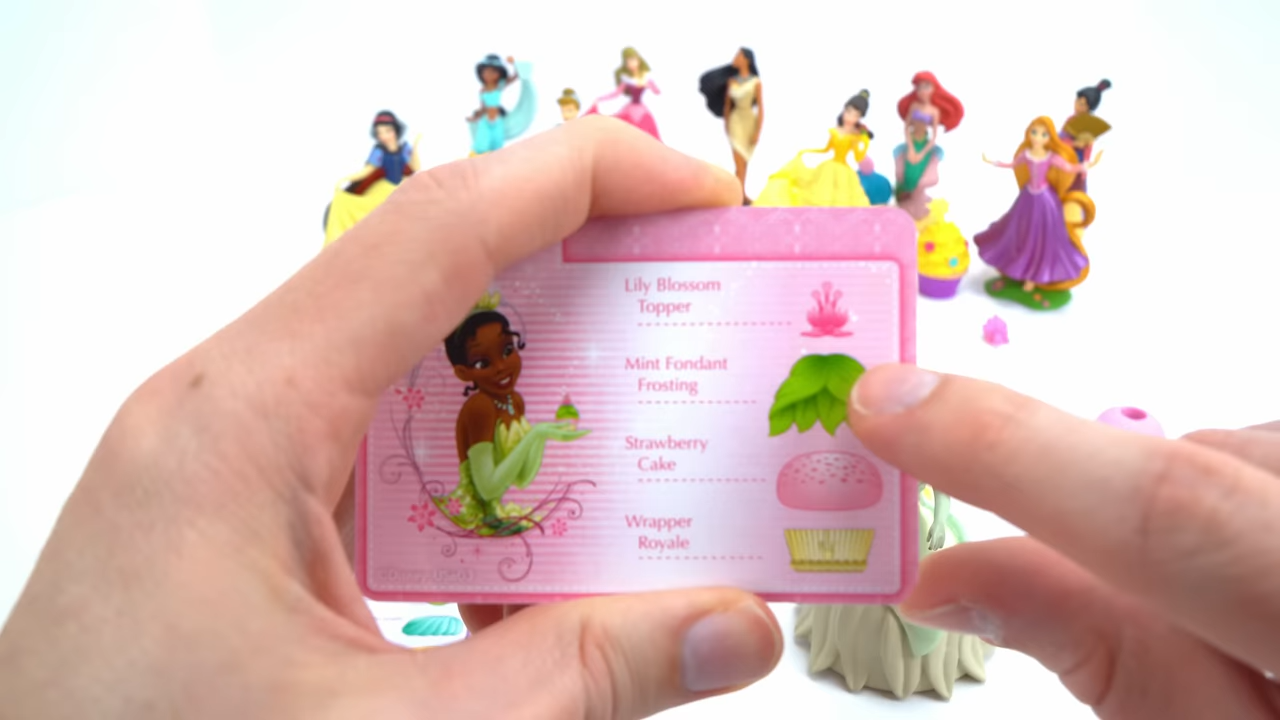 Lily Blossom
Topper
Mint Fondant
Frosting
Strawberry
Cake
Wrapper
Royale